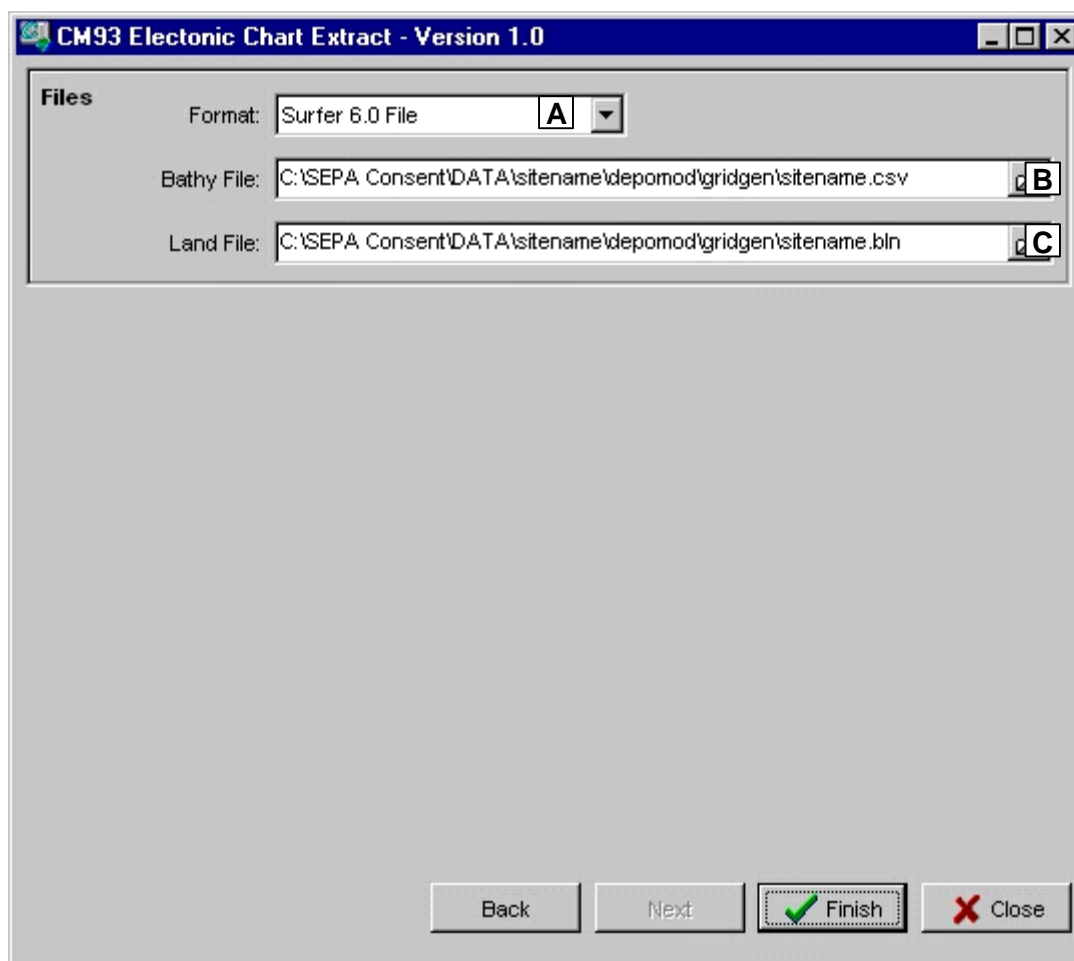 CM93 Electonic Chart Extract - Version 1.0
Files
Format: Surfer 6.0 File A
Bathy File: C:\SEPA Consent\DATA\sitename\depomod\gridgen\sitename.csv B
Land File: C:\SEPA Consent\DATA\sitename\depomod\gridgen\sitename.bln C
Back Next Finish Close